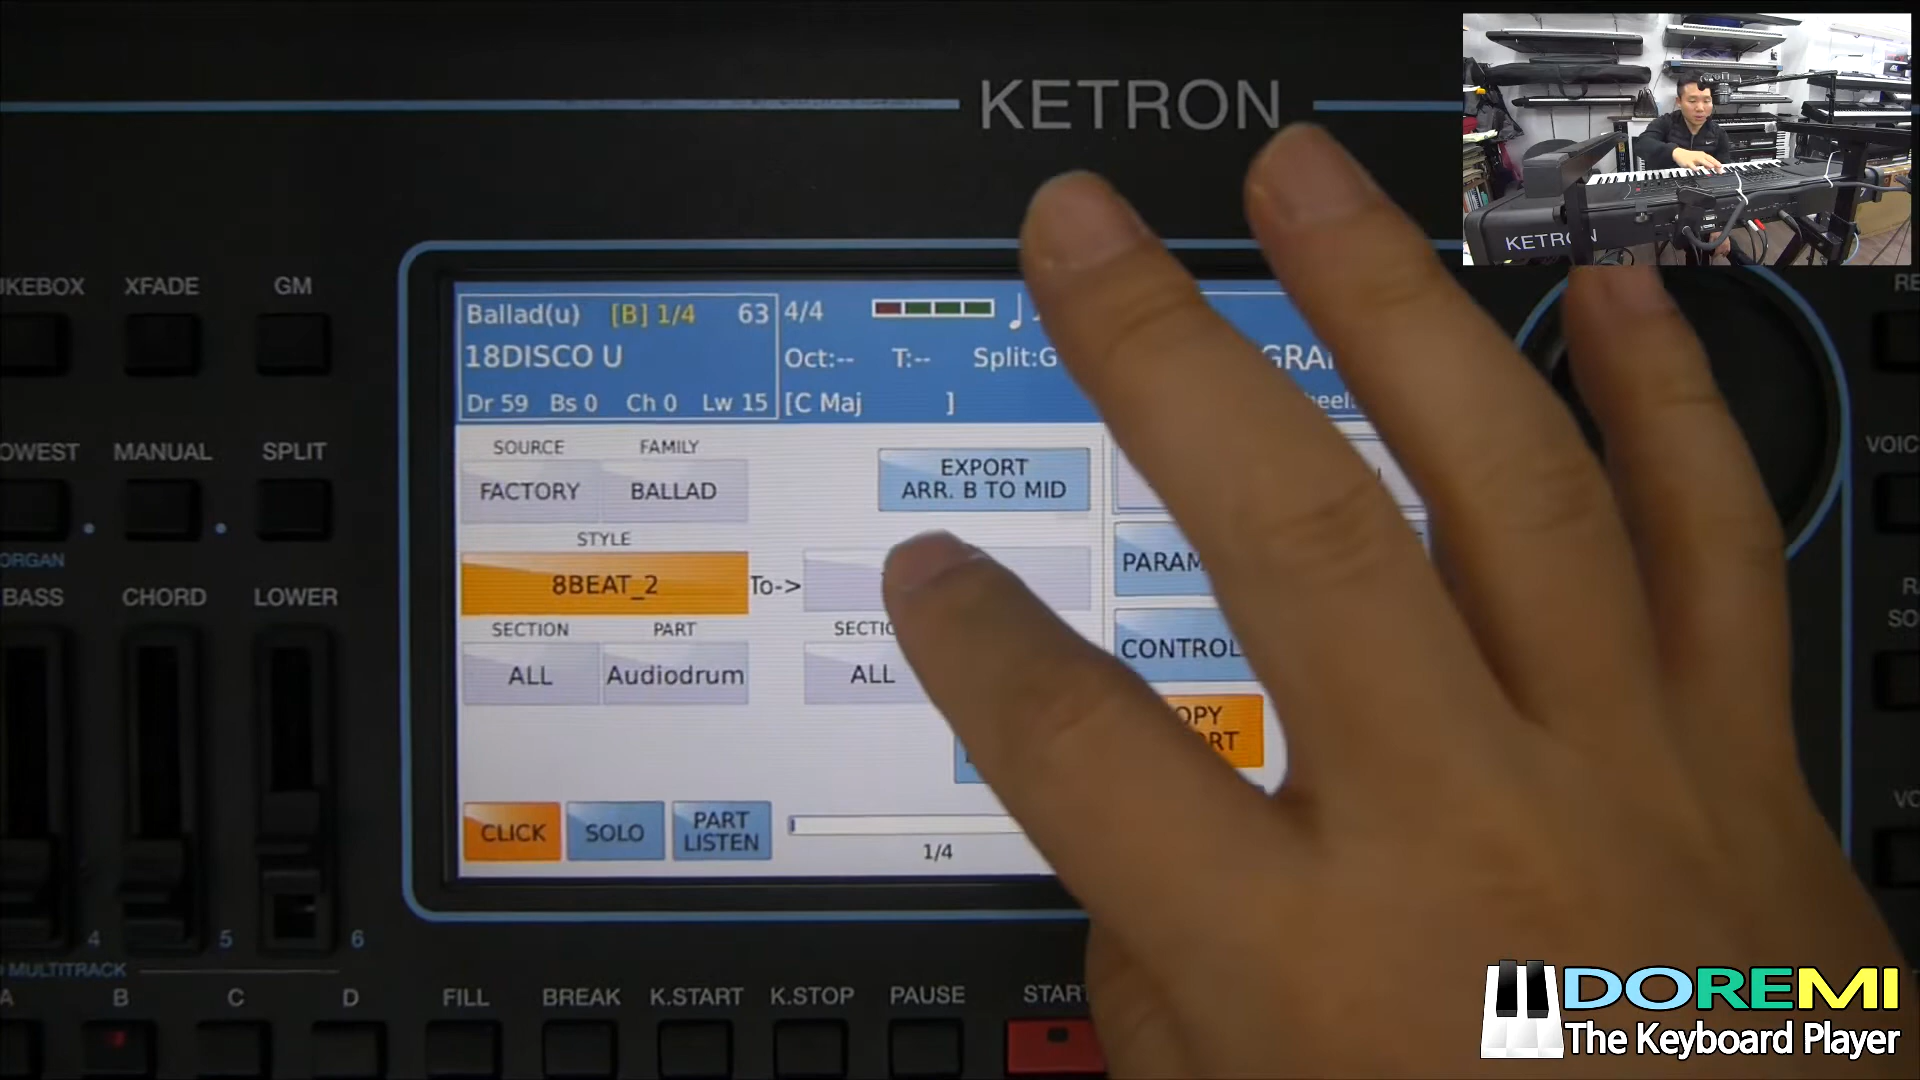 KETRON
KETRON
XFADE
GM
MANUAL
SPLIT
ORGAN
BASS
CHORD
LOWER
4
5
6
MULTITRACK
A
B
C
D
FILL
BREAK
K.START
K.STOP
PAUSE
START
Ballad(u) [B] 1/4 63
4/4
18DISCO U
Oct:-- T:-- Split:G
Dr 59 Bs 0 Ch 0 Lw 15
[C Maj ]
SOURCE
FAMILY
FACTORY
BALLAD
EXPORT
ARR. B TO MID
STYLE
8BEAT_2
To->
SECTION
PART
ALL
Audiodrum
ALL
CONTROL
CLICK
SOLO
PART
LISTEN
1/4
DOREMI
The Keyboard Player